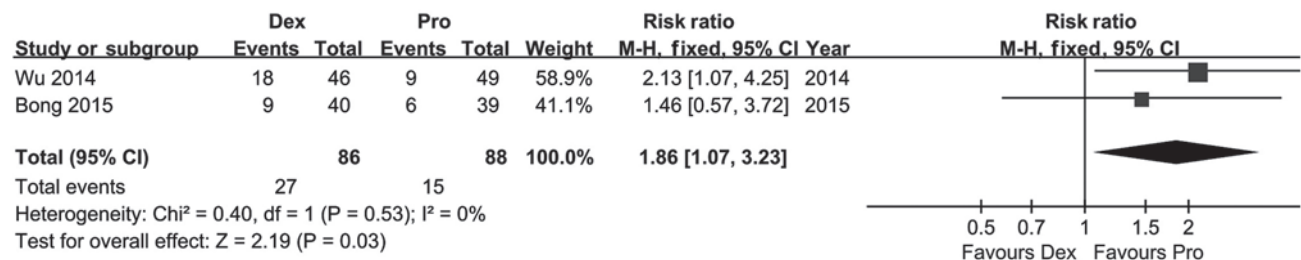 Dex Pro Risk ratio Risk ratio
Study or subgroup Events Total Events Total Weight M-H, fixed, 95% CI Year M-H, fixed, 95% CI
Wu 2014 18 46 9 49 58.9% 2.13 [1.07, 4.25] 2014
Bong 2015 9 40 6 39 41.1% 1.46 [0.57, 3.72] 2015
Total (95% CI) 86 88 100.0% 1.86 [1.07, 3.23]
Total events 27 15
Heterogeneity: Chi² = 0.40, df = 1 (P = 0.53); I² = 0%
Test for overall effect: Z = 2.19 (P = 0.03)
0.5 0.7 1 1.5 2
Favours Dex Favours Pro